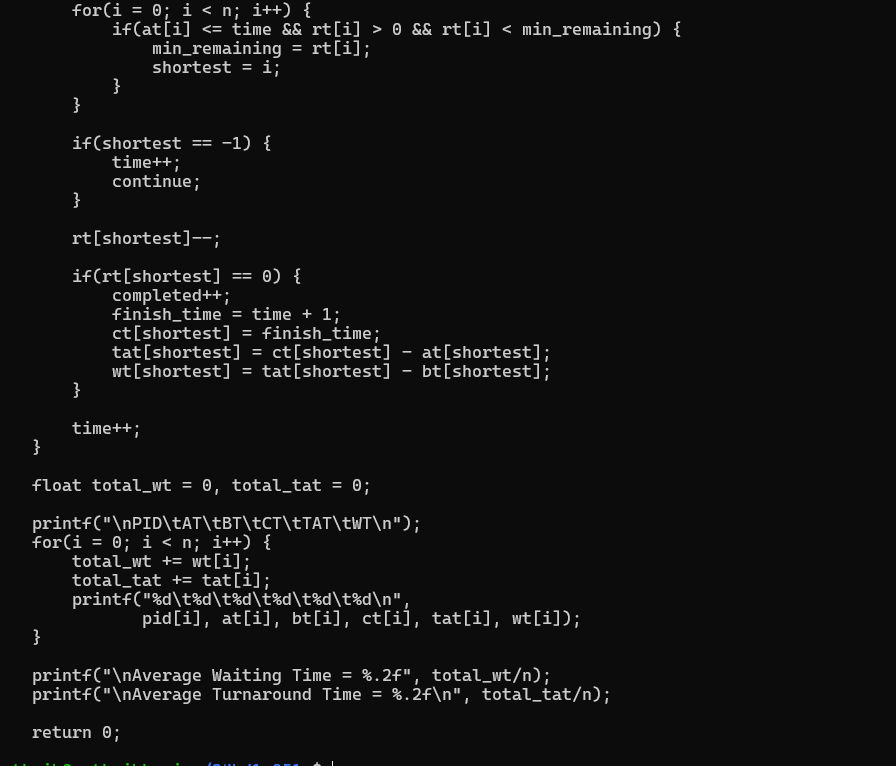 for(i = 0; i < n; i++) {
if(at[i] <= time && rt[i] > 0 && rt[i] < min_remaining) {
min_remaining = rt[i];
shortest = i;
}
}
if(shortest == -1) {
time++;
continue;
}
rt[shortest]--;
if(rt[shortest] == 0) {
completed++;
finish_time = time + 1;
ct[shortest] = finish_time;
tat[shortest] = ct[shortest] - at[shortest];
wt[shortest] = tat[shortest] - bt[shortest];
}
time++;
}
float total_wt = 0, total_tat = 0;
printf("\nPID\tAT\tBT\tCT\tTAT\tWT\n");
for(i = 0; i < n; i++) {
total_wt += wt[i];
total_tat += tat[i];
printf("%d\t%d\t%d\t%d\t%d\t%d\n",
pid[i], at[i], bt[i], ct[i], tat[i], wt[i]);
}
printf("\nAverage Waiting Time = %.2f", total_wt/n);
printf("\nAverage Turnaround Time = %.2f\n", total_tat/n);
return 0;